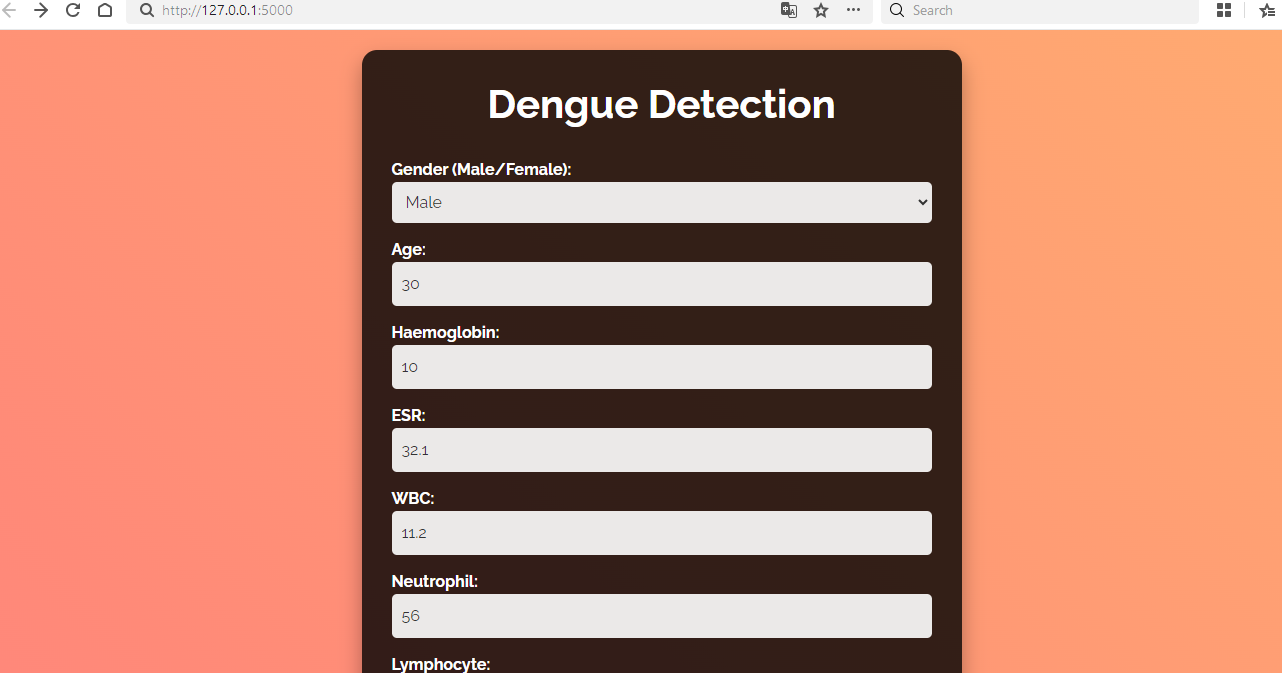 http://127.0.0.1:5000
Search
Dengue Detection
Gender (Male/Female):
Male
Age:
30
Haemoglobin:
10
ESR:
32.1
WBC:
11.2
Neutrophil:
56
Lymphocyte: